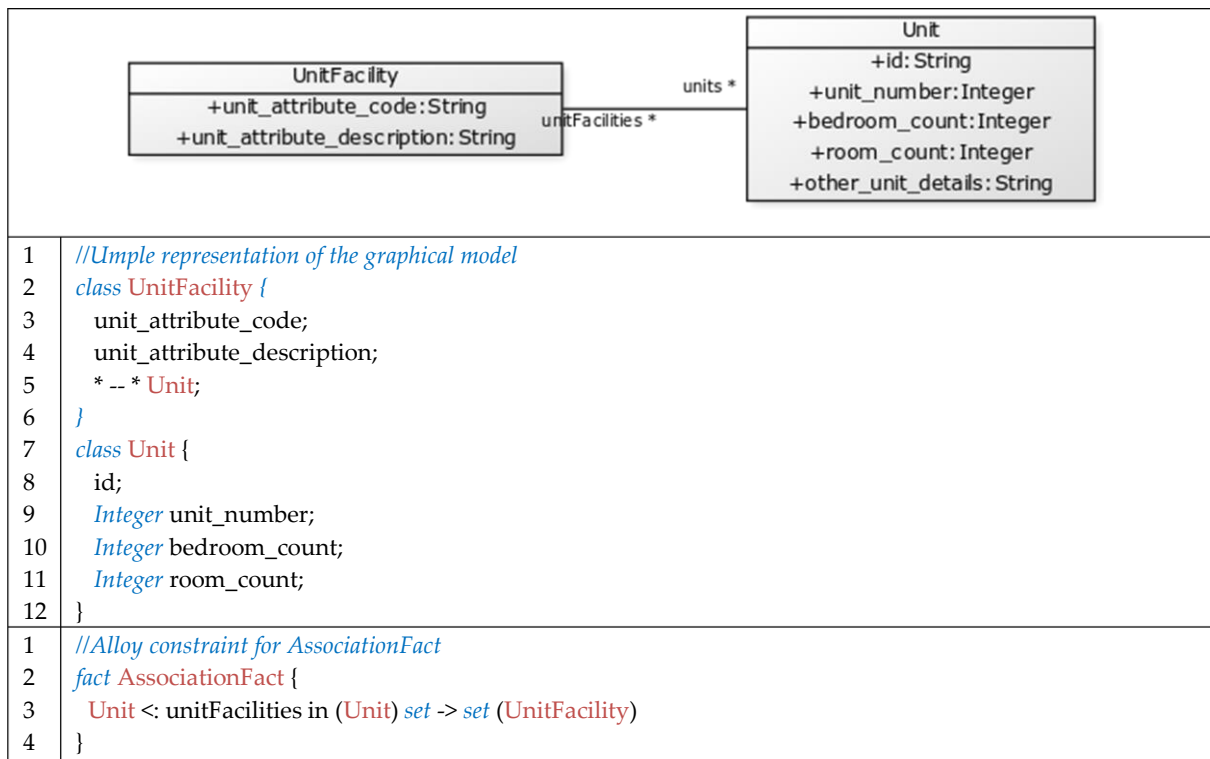 UnitFacility
+unit_attribute_code:String
+unit_attribute_description:String
units *
unitFacilities *
Unit
+id:String
+unit_number:Integer
+bedroom_count:Integer
+room_count:Integer
+other_unit_details:String
1 //Umple representation of the graphical model
2 class UnitFacility {
3 unit_attribute_code;
4 unit_attribute_description;
5 * -- * Unit;
6 }
7 class Unit {
8 id;
9 Integer unit_number;
10 Integer bedroom_count;
11 Integer room_count;
12 }
1 //Alloy constraint for AssociationFact
2 fact AssociationFact {
3 Unit <: unitFacilities in (Unit) set -> set (UnitFacility)
4 }